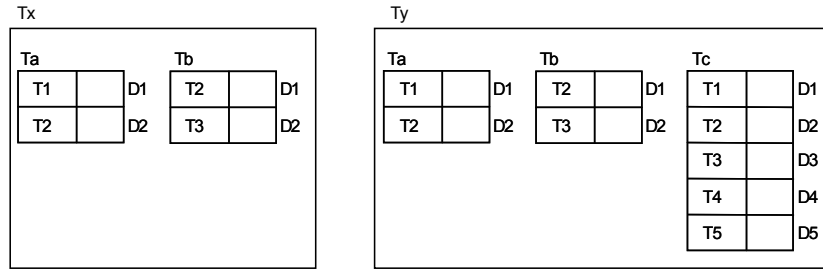 Tx Ty
Ta Tb Ta Tb Tc
T1 D1 T2 D1 T1 D1 T2 D1 T1 D1
T2 D2 T3 D2 T2 D2 T3 D2 T2 D2
T3 D3
T4 D4
T5 D5